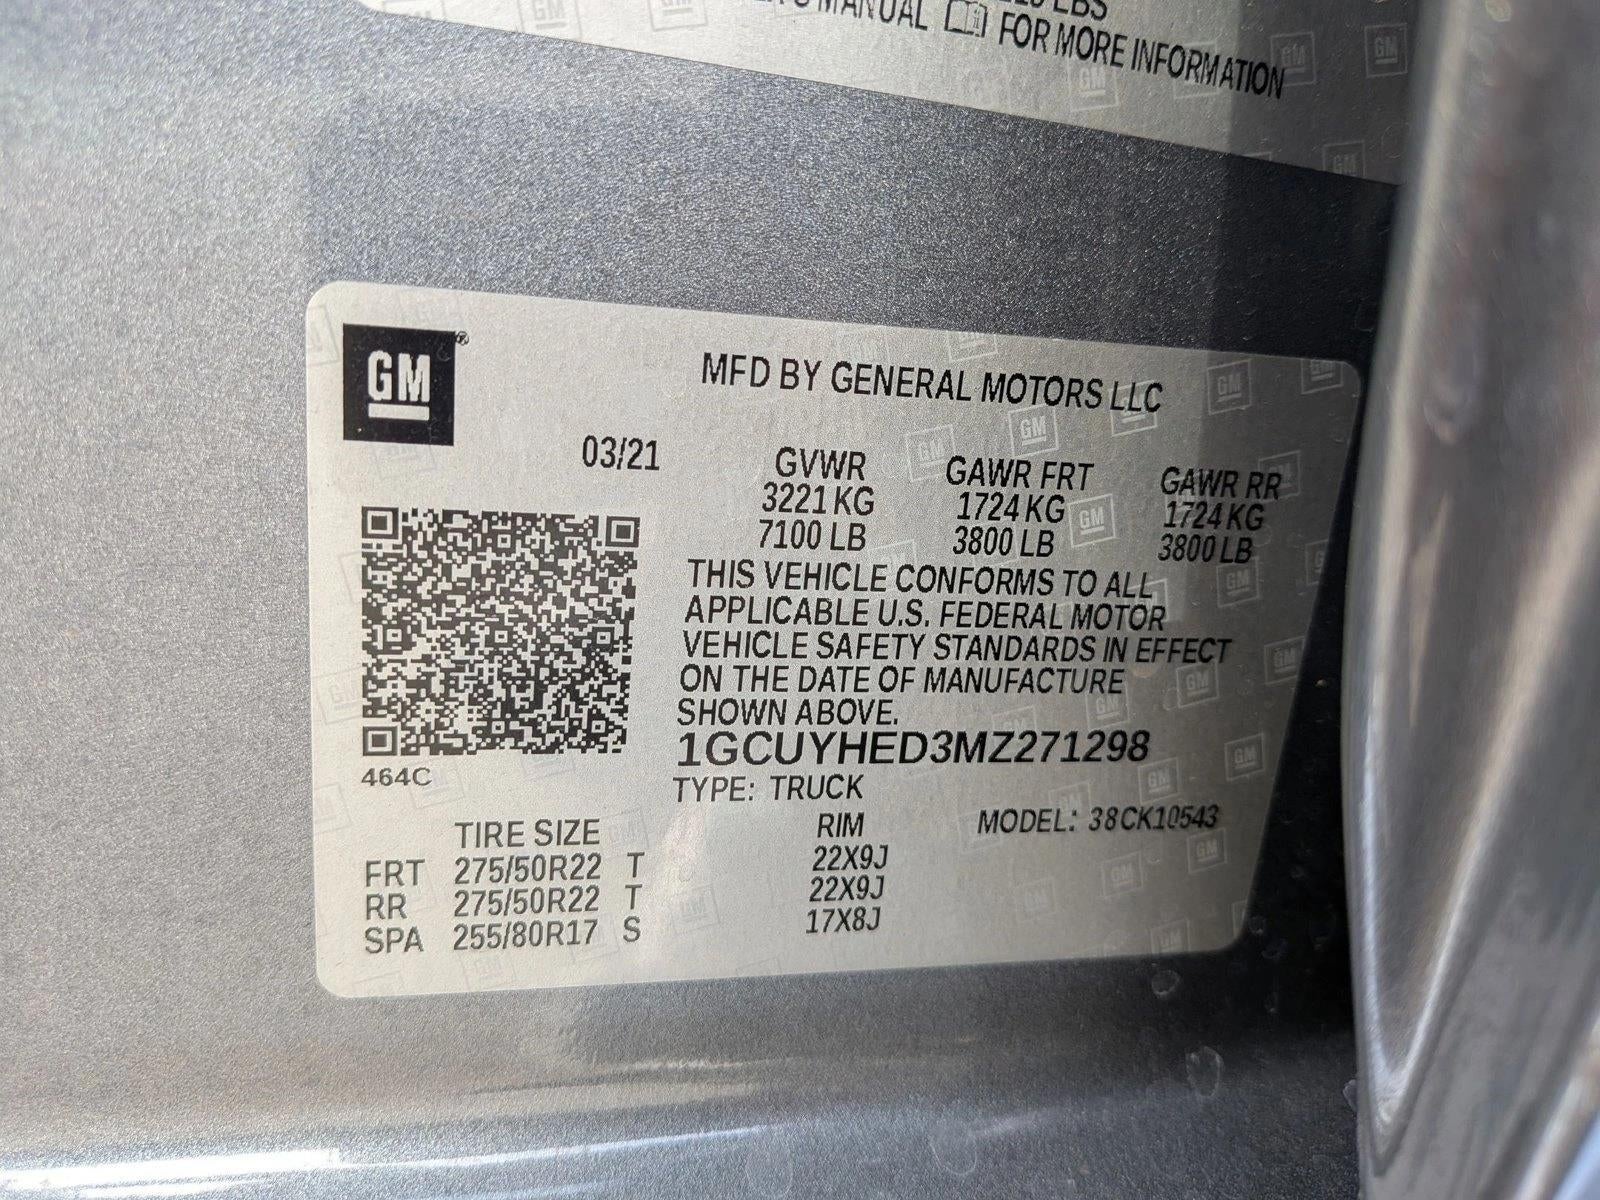 MANUAL FOR MORE INFORMATION
GM
MFD BY GENERAL MOTORS LLC
03/21
GVWR GAWR FRT GAWR RR
3221 KG 1724 KG 1724 KG
7100 LB 3800 LB 3800 LB
THIS VEHICLE CONFORMS TO ALL
APPLICABLE U.S. FEDERAL MOTOR
VEHICLE SAFETY STANDARDS IN EFFECT
ON THE DATE OF MANUFACTURE
SHOWN ABOVE.
1GCUYHED3MZ271298
464C
TYPE: TRUCK
MODEL: 38CK10543
TIRE SIZE RIM
FRT 275/50R22 T 22X9J
RR 275/50R22 T 22X9J
SPA 255/80R17 S 17X8J